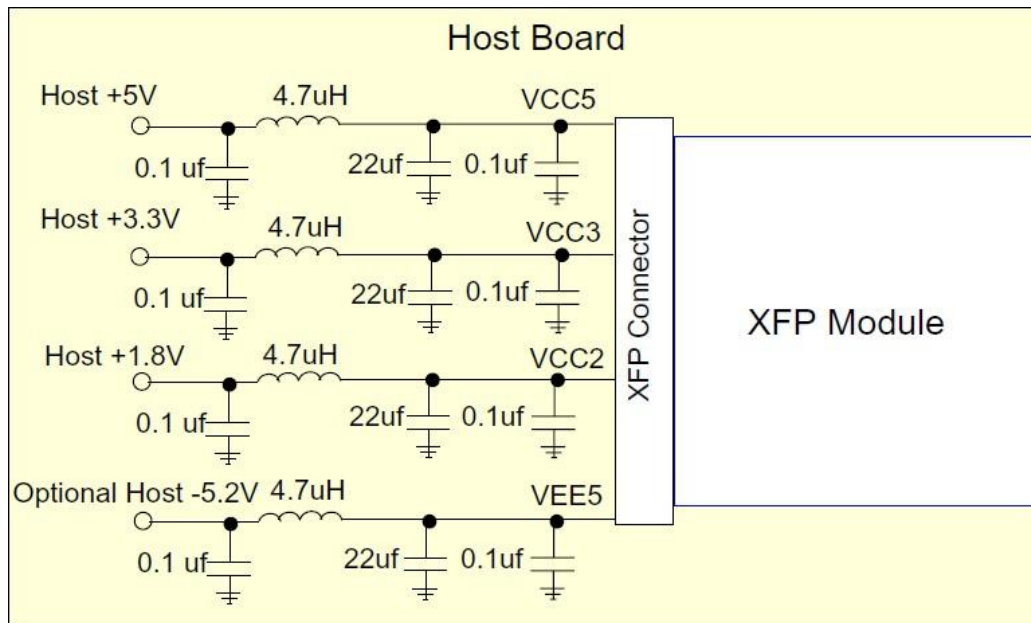 Host Board
Host +5V
4.7uH
VCC5
0.1 uf
22uf
0.1uf
Host +3.3V
4.7uH
VCC3
0.1 uf
22uf
0.1uf
Host +1.8V
4.7uH
VCC2
0.1 uf
22uf
0.1uf
Optional Host -5.2V
4.7uH
VEE5
0.1 uf
22uf
0.1uf
XFP Connector
XFP Module